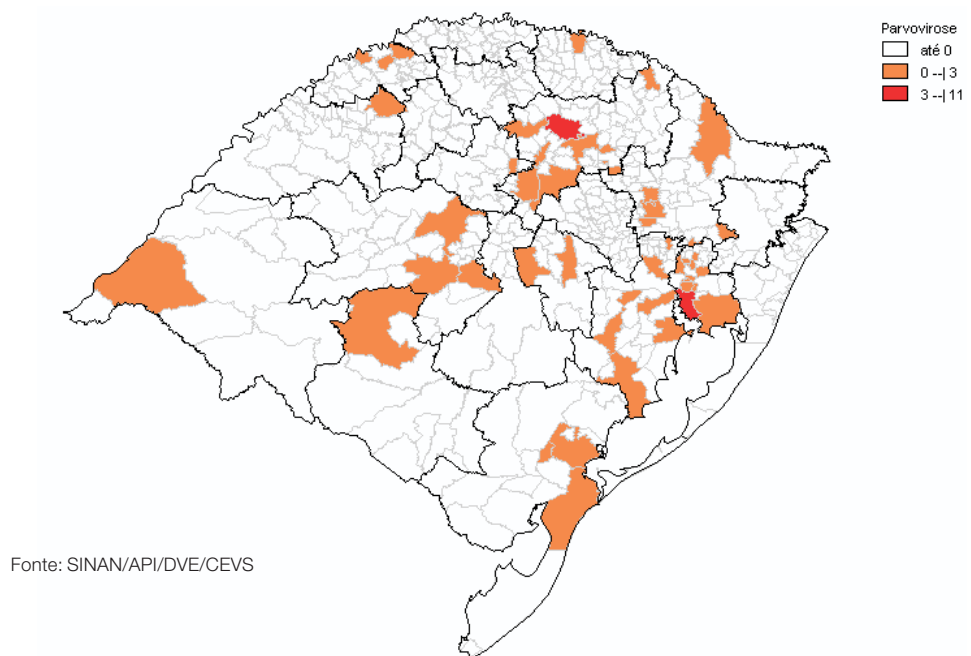 Parvovirose
até 0
0 --| 3
3 --| 11
Fonte: SINAN/API/DVE/CEVS